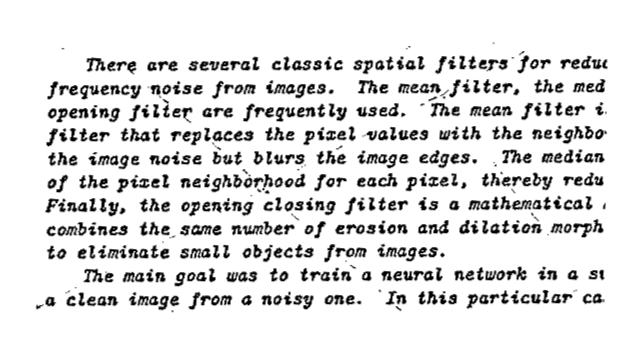 There are several classic spatial filters for redu
frequency noise from images. The mean filter, the med
opening filter are frequently used. The mean filter i
filter that replaces the pixel values with the neighbo
the image noise but blurs the image edges. The median
of the pixel neighborhood for each pixel, thereby redu
Finally, the opening closing filter is a mathematical
combines the same number of erosion and dilation morph
to eliminate small objects from images.
The main goal was to train a neural network in a st
a clean image from a noisy one. In this particular ca